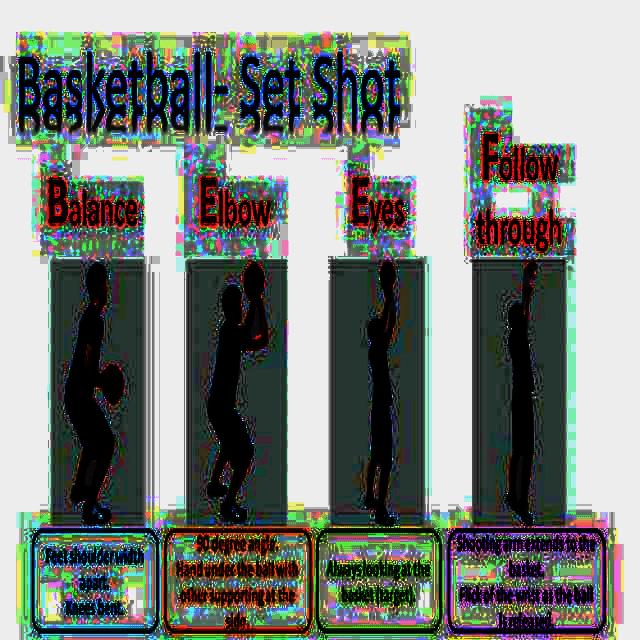 Basketball- Set Shot
Balance
Elbow
Eyes
Follow
through
Feet shoulder width
apart.
Knees bent.
90 degree angle.
Hand under the ball with
other supporting at the
side.
Always looking at the
basket (target).
Shooting arm extends to the
basket.
Flick of the wrist as the ball
is released.